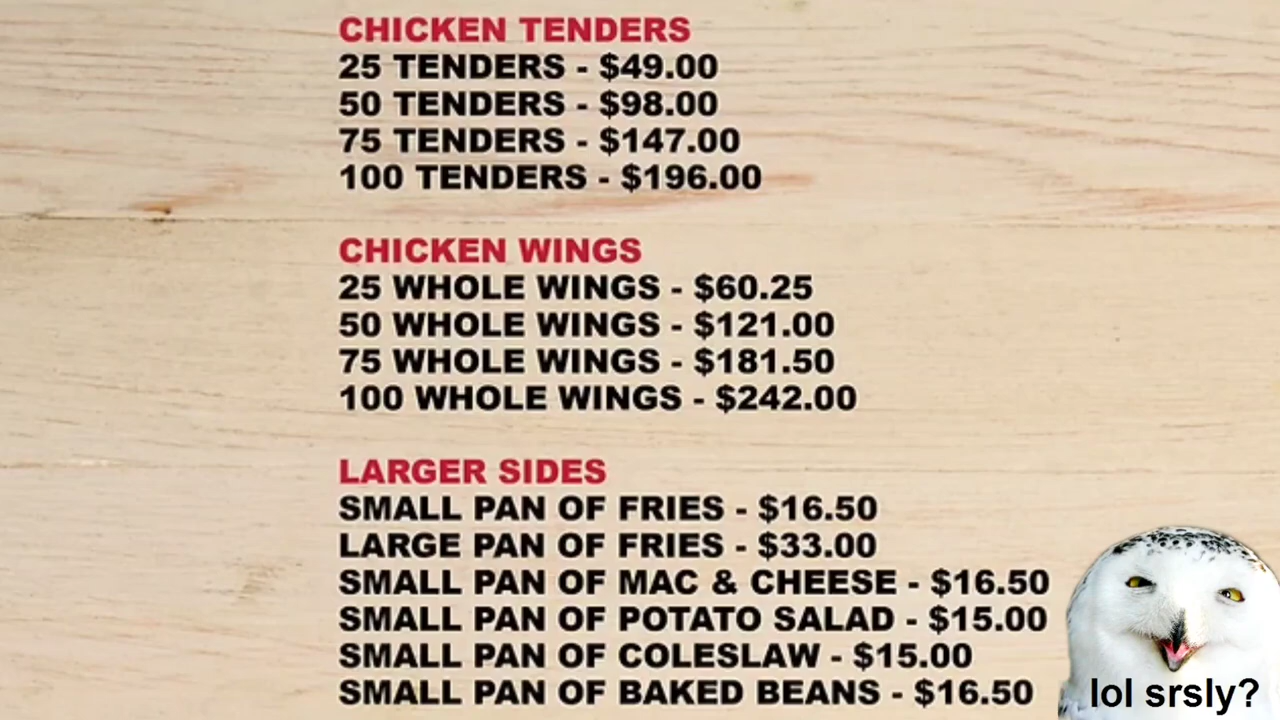 CHICKEN TENDERS
25 TENDERS - $49.00
50 TENDERS - $98.00
75 TENDERS - $147.00
100 TENDERS - $196.00
CHICKEN WINGS
25 WHOLE WINGS - $60.25
50 WHOLE WINGS - $121.00
75 WHOLE WINGS - $181.50
100 WHOLE WINGS - $242.00
LARGER SIDES
SMALL PAN OF FRIES - $16.50
LARGE PAN OF FRIES - $33.00
SMALL PAN OF MAC & CHEESE - $16.50
SMALL PAN OF POTATO SALAD - $15.00
SMALL PAN OF COLESLAW - $15.00
SMALL PAN OF BAKED BEANS - $16.50
lol srsly?